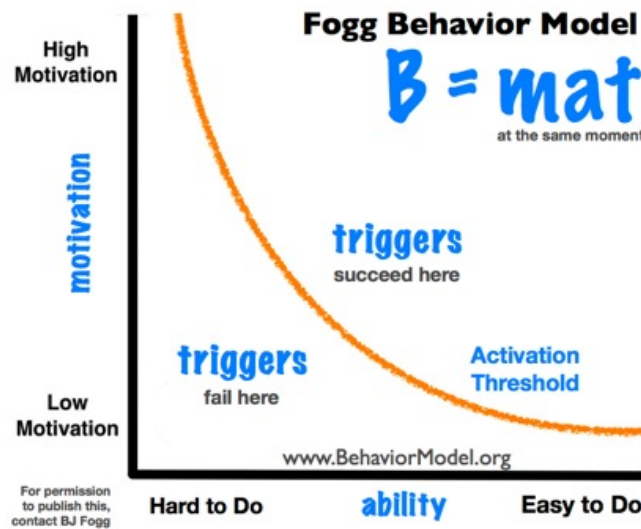 Fogg Behavior Model
B = mat
at the same moment
High
Motivation
motivation
triggers
succeed here
triggers
fail here
Activation
Threshold
Low
Motivation
www.BehaviorModel.org
For permission
to publish this,
contact BJ Fogg
Hard to Do
ability
Easy to Do